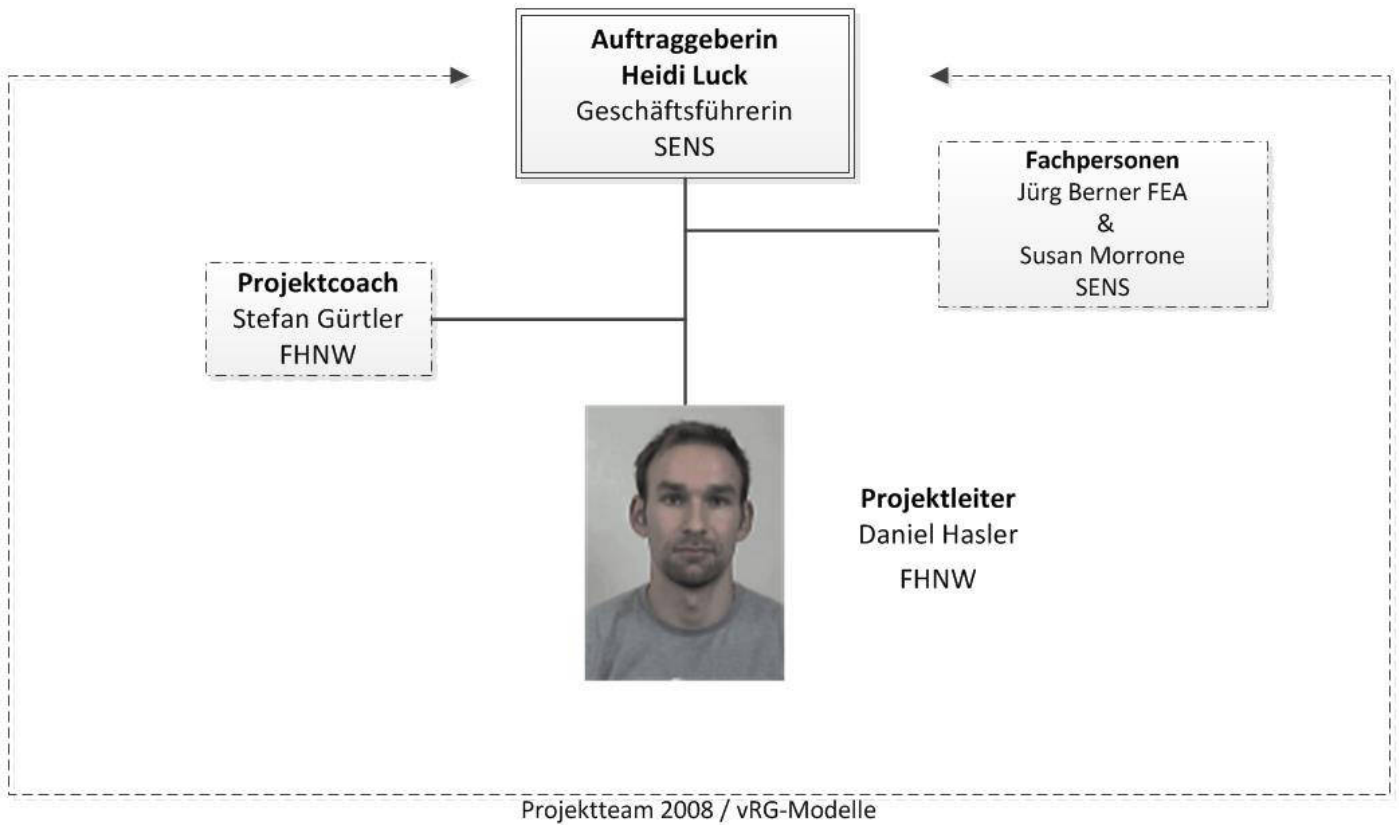 Auftraggeberin
Heidi Luck
Geschäftsführerin
SENS
Fachpersonen
Jürg Berner FEA
&
Susan Morrone
SENS
Projektcoach
Stefan Gürtler
FHNW
Projektleiter
Daniel Hasler
FHNW
Projektteam 2008 / vRG-Modelle